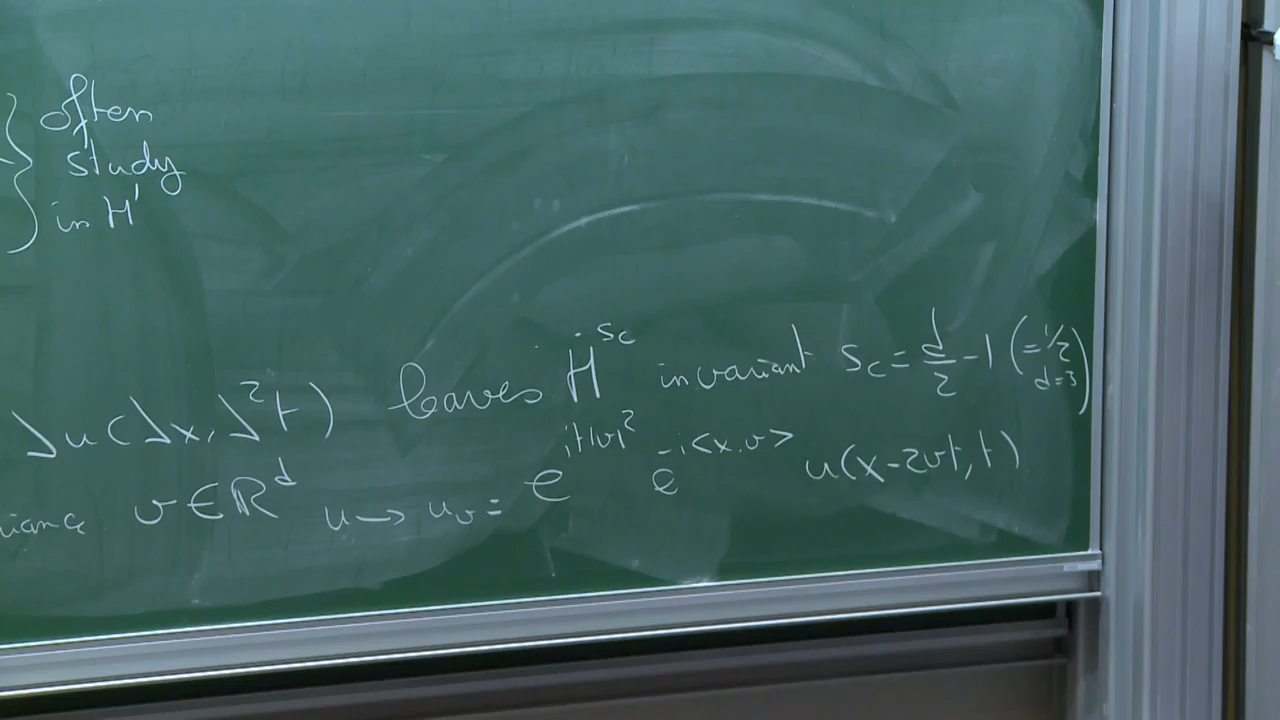 often
study
in H¹
λu(λx, λ²t) leaves Ḣ^{sc} invariant s_c = d/2 - 1 (= 1/2 d=3)
v ∈ ℝ^d u → u_v = e^{it|v|²} e^{-i<x.v>} u(x-2vt, t)